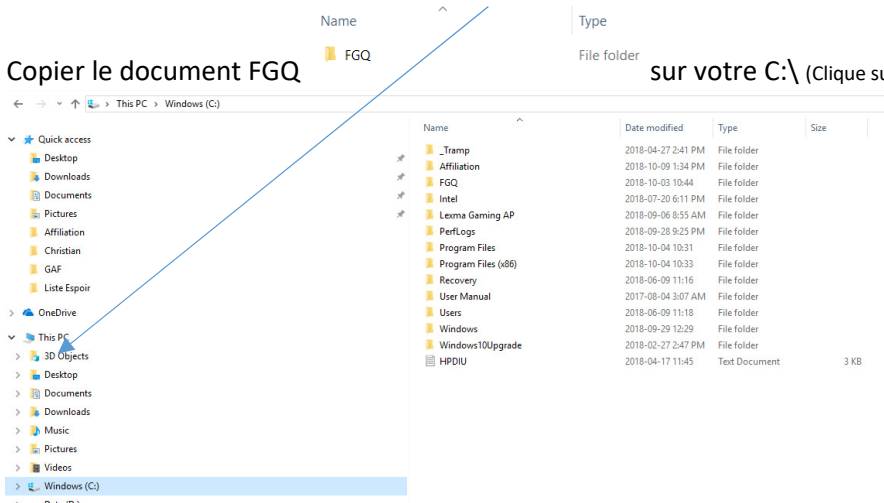 Name Type
FGQ File folder
Copier le document FGQ sur votre C:\ (Clique su
This PC > Windows (C:)
Name Date modified Type Size
Quick access
Desktop
Downloads
Documents
Pictures
Affiliation
Christian
GAF
Liste Espoir
OneDrive
This PC
3D Objects
Desktop
Documents
Downloads
Music
Pictures
Videos
Windows (C:)
_Tramp 2018-04-27 2:41 PM File folder
Affiliation 2018-10-09 1:34 PM File folder
FGQ 2018-10-03 10:44 File folder
Intel 2018-07-20 6:11 PM File folder
Lexma Gaming AP 2018-09-06 8:55 AM File folder
PerfLogs 2018-09-28 9:25 PM File folder
Program Files 2018-10-04 10:31 File folder
Program Files (x86) 2018-10-04 10:33 File folder
Recovery 2018-06-09 11:16 File folder
User Manual 2017-08-04 3:07 AM File folder
Users 2018-06-09 11:18 File folder
Windows 2018-09-29 12:29 File folder
Windows10Upgrade 2018-02-27 2:47 PM File folder
HPDIU 2018-04-17 11:45 Text Document 3 KB